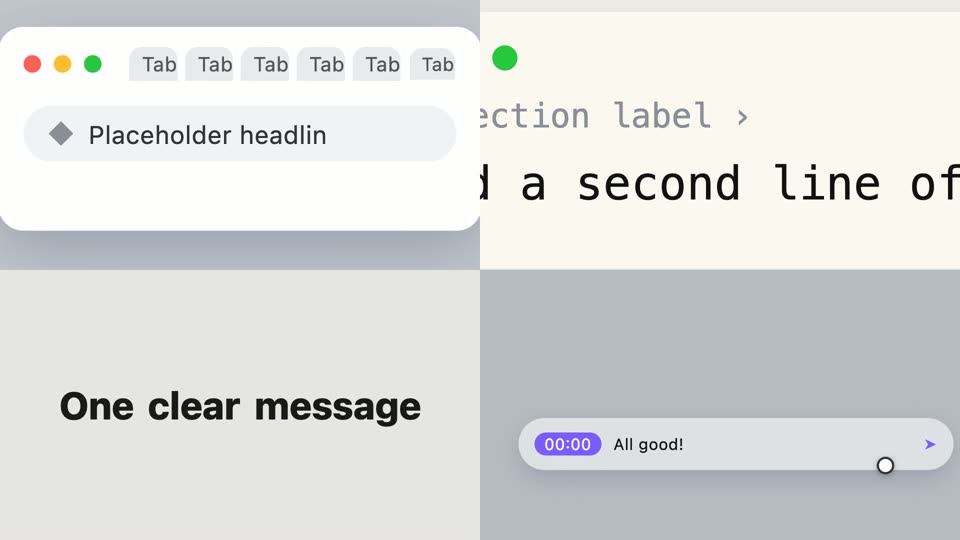 Tab Tab Tab Tab Tab Tab
Placeholder headlin
ection label ›
d a second line of
One clear message
00:00 All good!